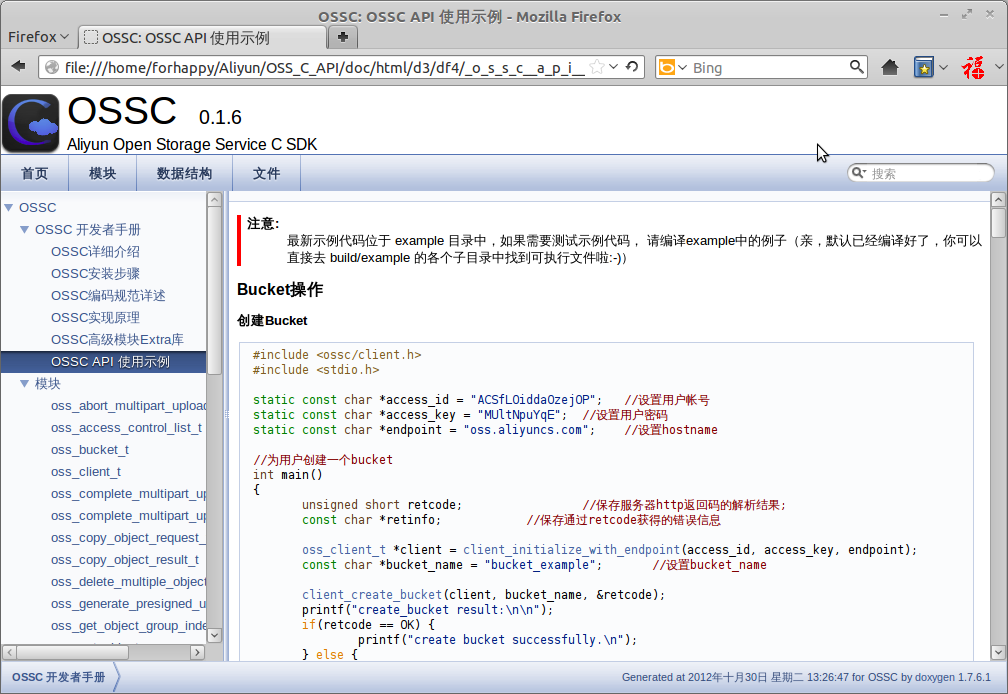 OSSC: OSSC API 使用示例 - Mozilla Firefox
Firefox
OSSC: OSSC API 使用示例
file:///home/forhappy/Aliyun/OSS_C_API/doc/html/d3/df4/_o_s_s_c__a_p_i__
Bing
福
OSSC 0.1.6
Aliyun Open Storage Service C SDK
首页 模块 数据结构 文件
搜索
OSSC
OSSC 开发者手册
OSSC详细介绍
OSSC安装步骤
OSSC编码规范详述
OSSC实现原理
OSSC高级模块Extra库
OSSC API 使用示例
模块
oss_abort_multipart_upload
oss_access_control_list_t
oss_bucket_t
oss_client_t
oss_complete_multipart_up
oss_complete_multipart_up
oss_copy_object_request_
oss_copy_object_result_t
oss_delete_multiple_object
oss_generate_presigned_u
oss_get_object_group_inde
注意:
最新示例代码位于 example 目录中，如果需要测试示例代码， 请编译example中的例子（亲，默认已经编译好了，你可以
直接去 build/example 的各个子目录中找到可执行文件啦:-)）
Bucket操作
创建Bucket
#include <ossc/client.h>
#include <stdio.h>
static const char *access_id = "ACSfLOiddaOzejOP"; //设置用户帐号
static const char *access_key = "MUltNpuYqE"; //设置用户密码
static const char *endpoint = "oss.aliyuncs.com"; //设置hostname
//为用户创建一个bucket
int main()
{
unsigned short retcode; //保存服务器http返回码的解析结果;
const char *retinfo; //保存通过retcode获得的错误信息
oss_client_t *client = client_initialize_with_endpoint(access_id, access_key, endpoint);
const char *bucket_name = "bucket_example"; //设置bucket_name
client_create_bucket(client, bucket_name, &retcode);
printf("create_bucket result:\n\n");
if(retcode == OK) {
printf("create bucket successfully.\n");
} else {
OSSC 开发者手册
Generated at 2012年十月30日 星期二 13:26:47 for OSSC by doxygen 1.7.6.1